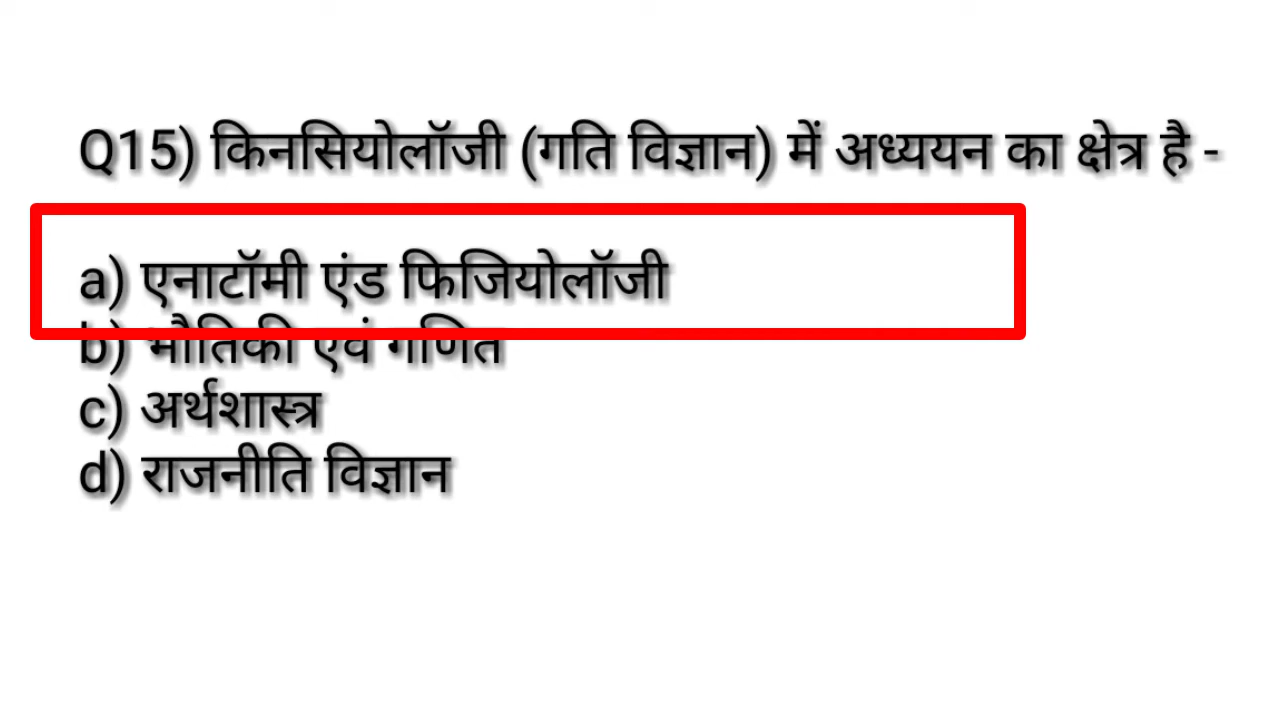 Q15) किनसियोलॉजी (गति विज्ञान) में अध्ययन का क्षेत्र है -
a) एनाटॉमी एंड फिजियोलॉजी
b) भौतिकी एवं गणित
c) अर्थशास्त्र
d) राजनीति विज्ञान